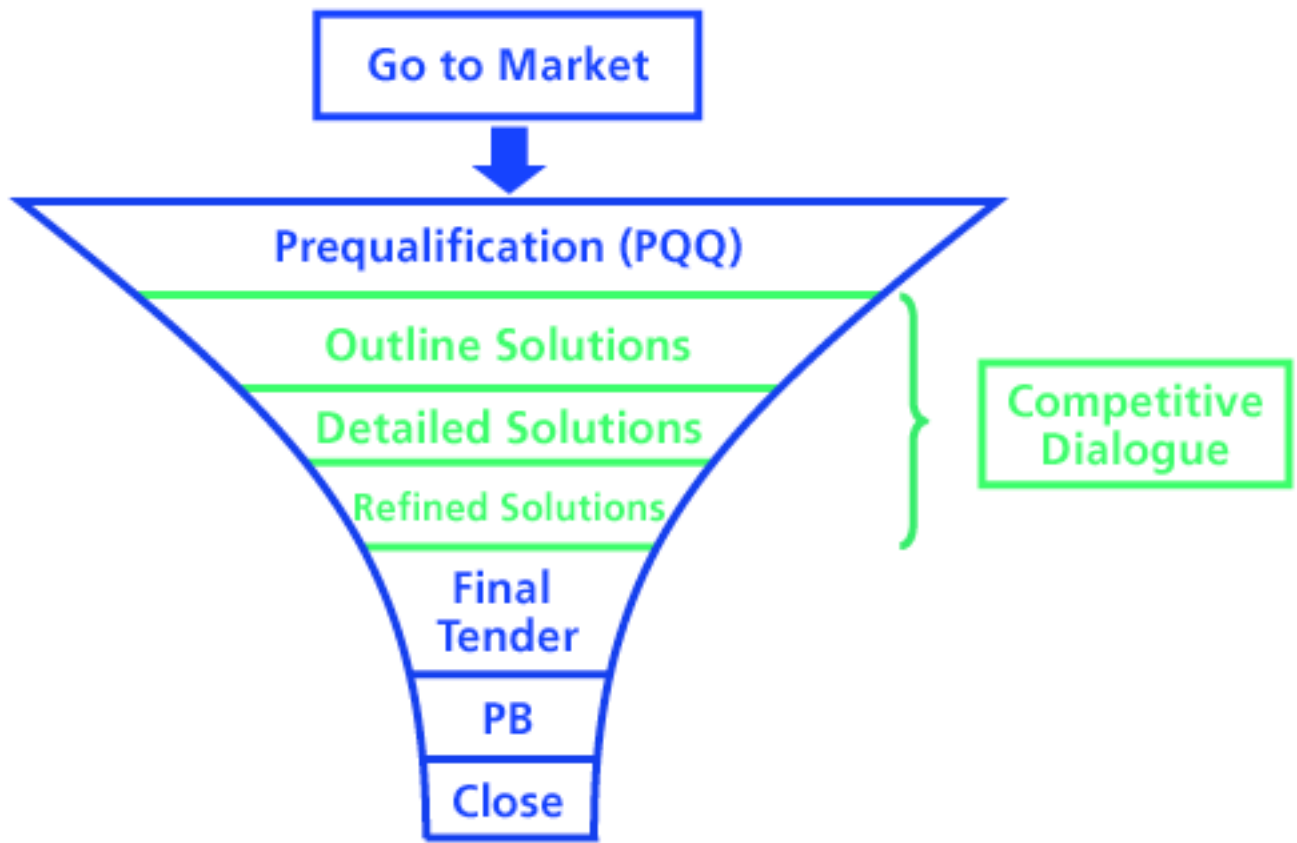 Go to Market
Prequalification (PQQ)
Outline Solutions
Detailed Solutions
Refined Solutions
Competitive
Dialogue
Final
Tender
PB
Close